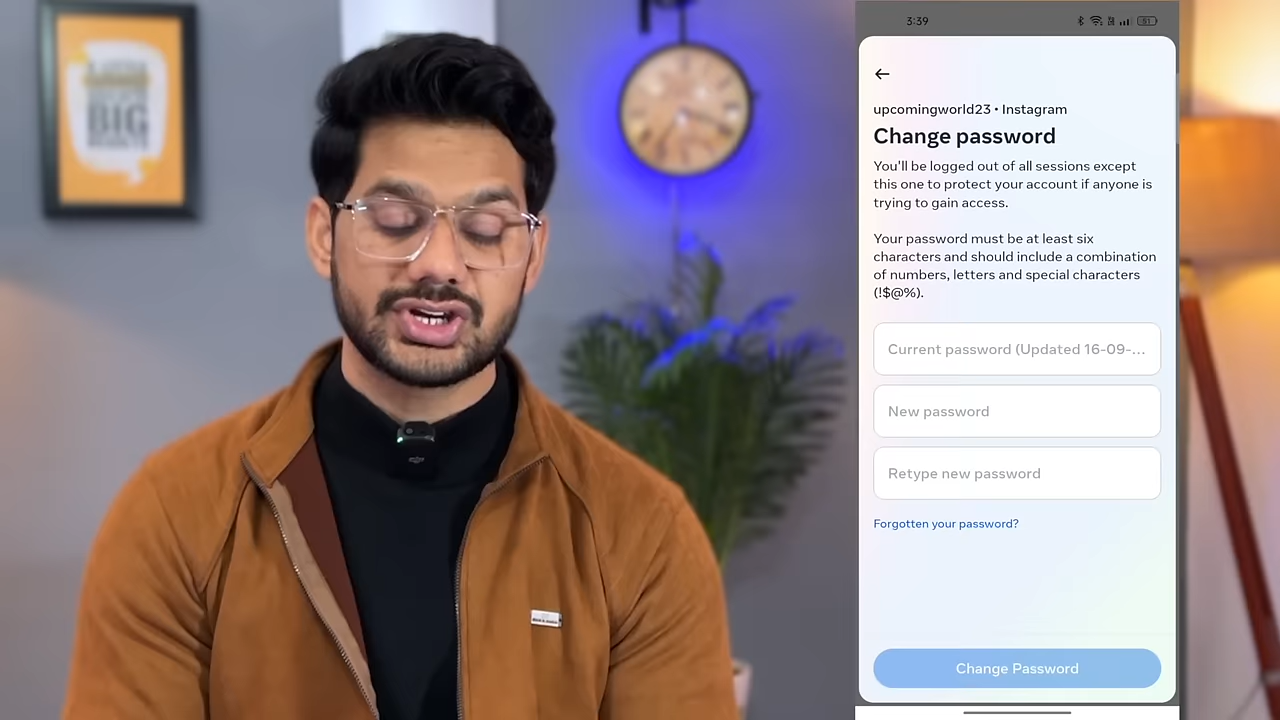 BIG
3:39
upcomingworld23 • Instagram
Change password
You'll be logged out of all sessions except
this one to protect your account if anyone is
trying to gain access.
Your password must be at least six
characters and should include a combination
of numbers, letters and special characters
(!$@%).
Current password (Updated 16-09-...
New password
Retype new password
Forgotten your password?
Change Password